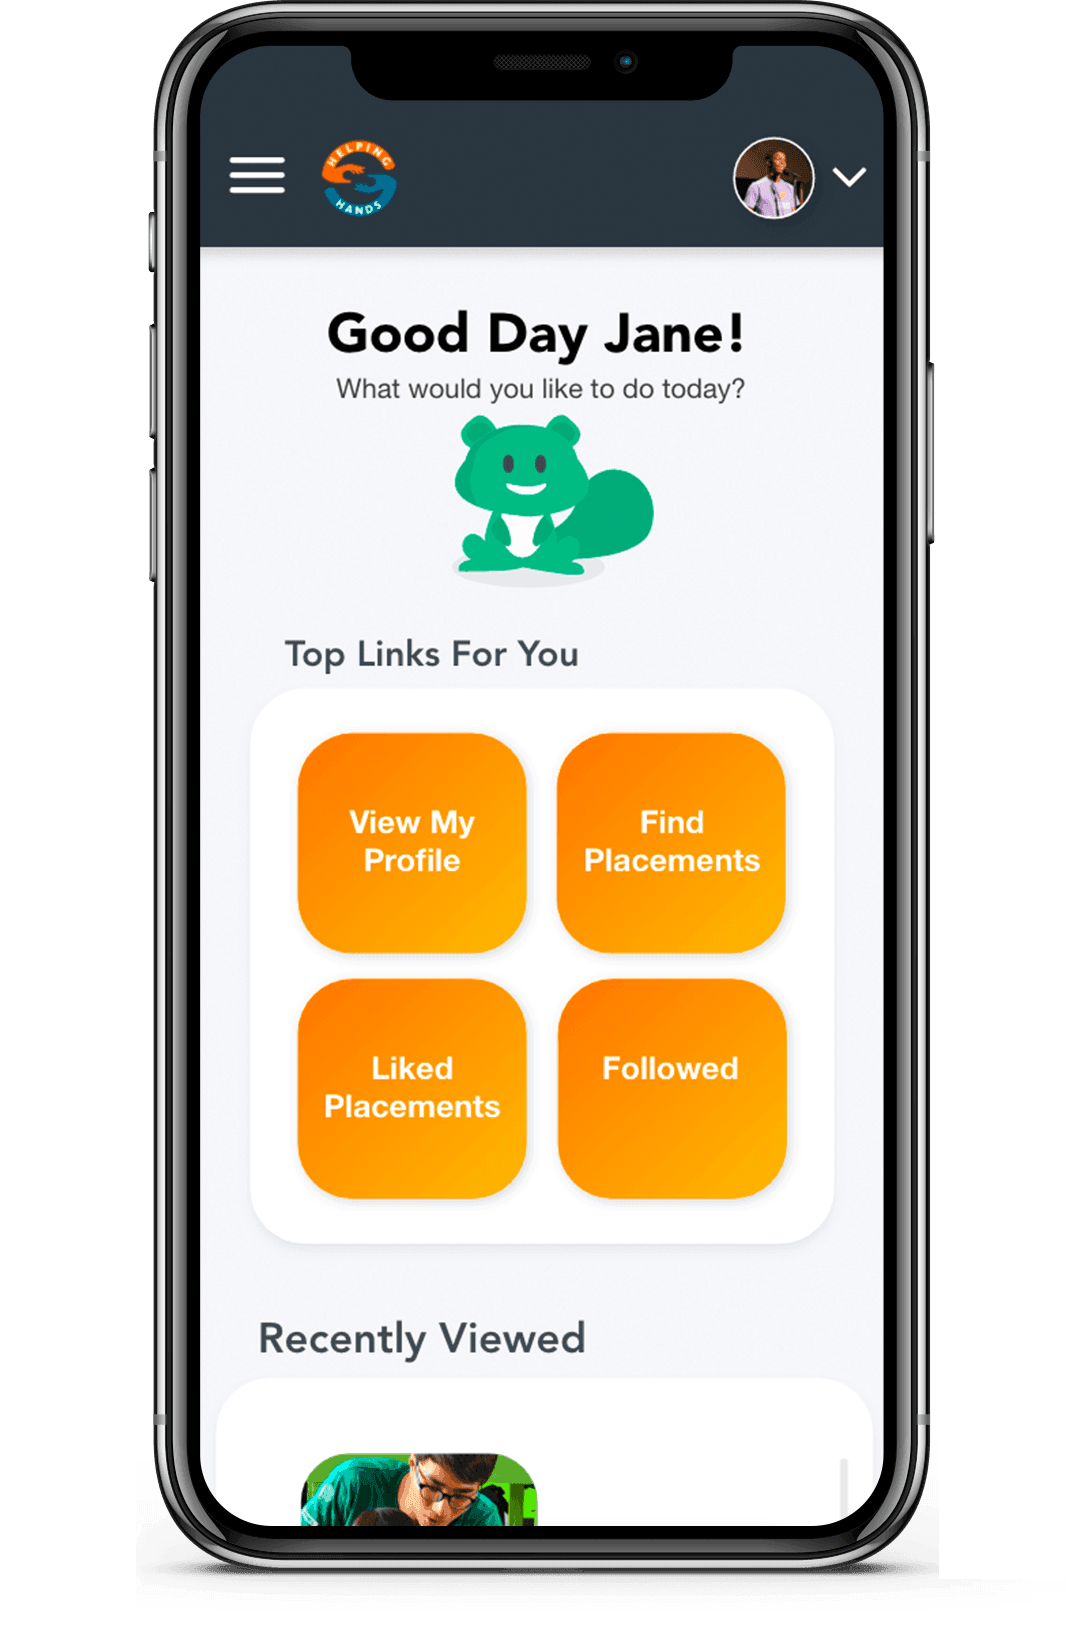 HELPING
HANDS
Good Day Jane!
What would you like to do today?
Top Links For You
View My
Profile
Find
Placements
Liked
Placements
Followed
Recently Viewed